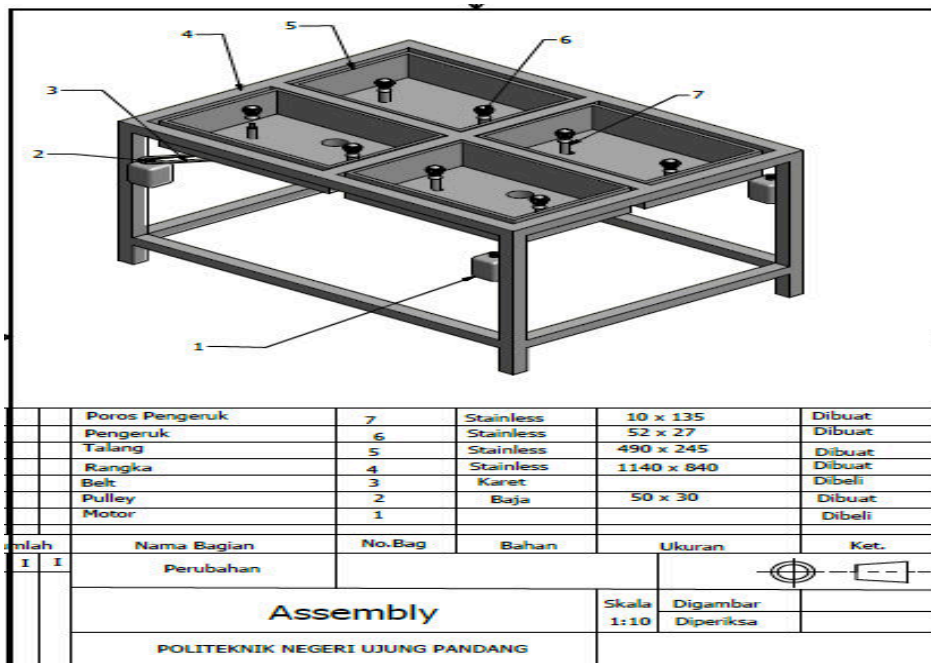 5
4
6
3
7
2
1
Poros Pengeruk 7 Stainless 10 x 135 Dibuat
Pengeruk 6 Stainless 52 x 27 Dibuat
Talang 5 Stainless 490 x 245 Dibuat
Rangka 4 Stainless 1140 x 840 Dibuat
Belt 3 Karet Dibeli
Pulley 2 Baja 50 x 30 Dibuat
Motor 1 Dibeli
mlah Nama Bagian No.Bag Bahan Ukuran Ket.
I I Perubahan
Assembly Skala Digambar
1:10 Diperiksa
POLITEKNIK NEGERI UJUNG PANDANG